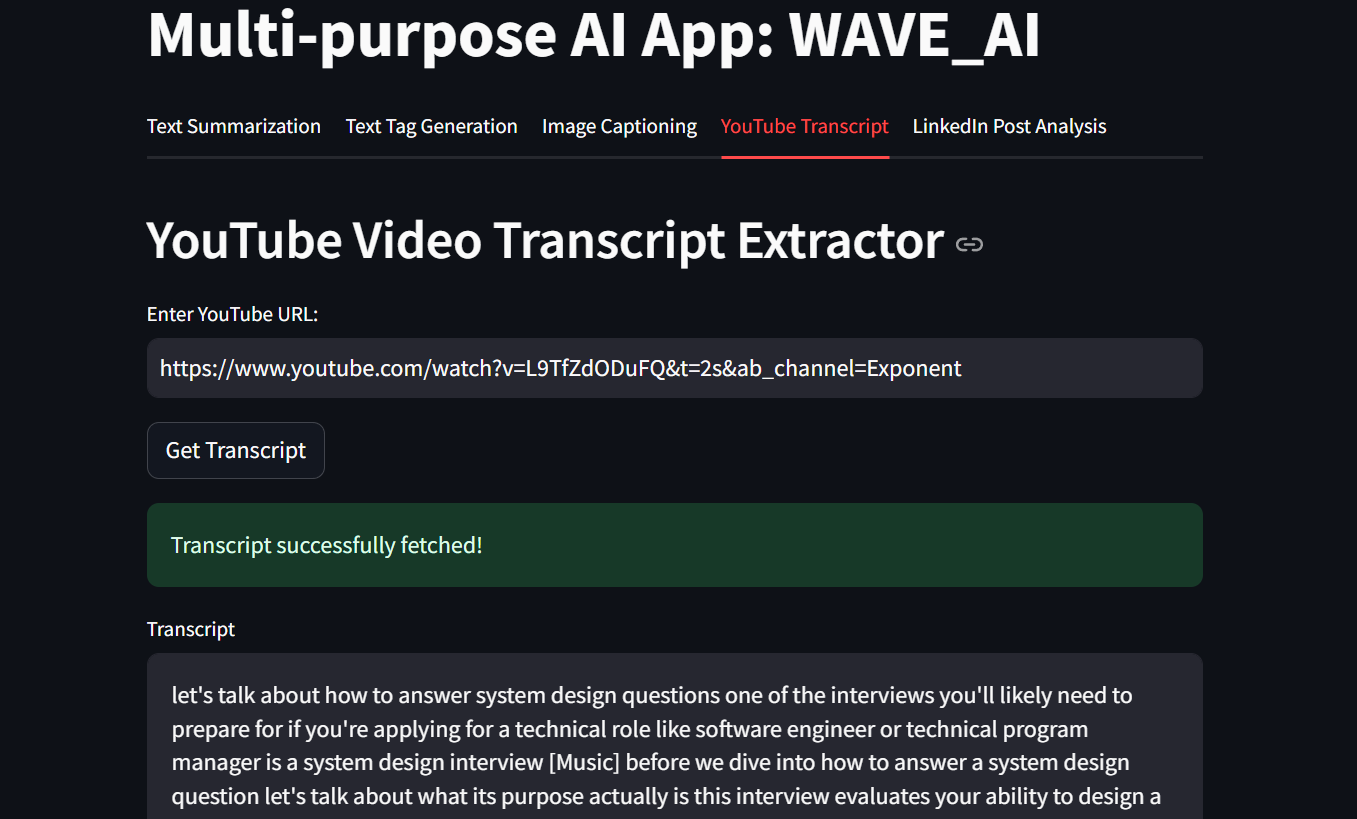 Multi-purpose AI App: WAVE_AI
Text Summarization Text Tag Generation Image Captioning YouTube Transcript LinkedIn Post Analysis
YouTube Video Transcript Extractor
Enter YouTube URL:
https://www.youtube.com/watch?v=L9TfZdODuFQ&t=2s&ab_channel=Exponent
Get Transcript
Transcript successfully fetched!
Transcript
let's talk about how to answer system design questions one of the interviews you'll likely need to
prepare for if you're applying for a technical role like software engineer or technical program
manager is a system design interview [Music] before we dive into how to answer a system design
question let's talk about what its purpose actually is this interview evaluates your ability to design a